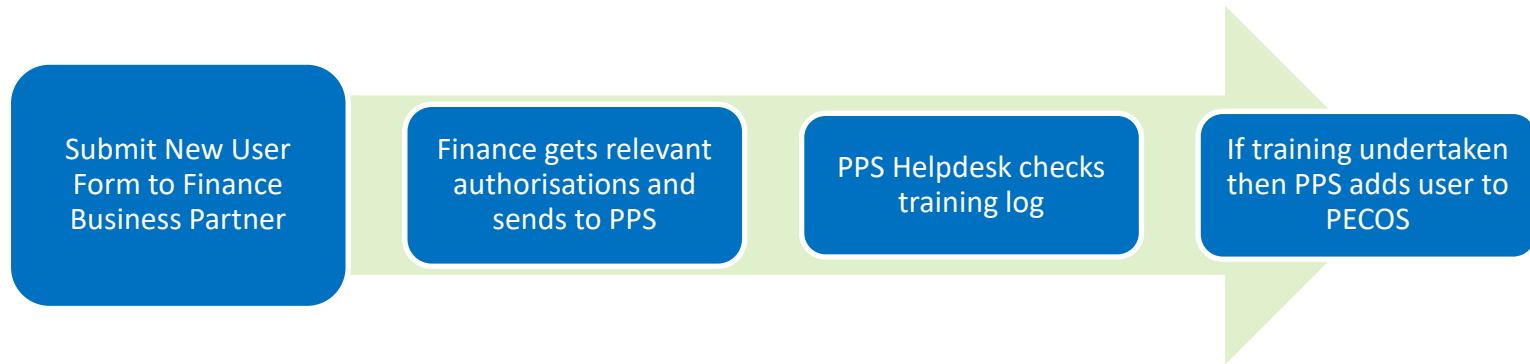 Submit New User
Form to Finance
Business Partner
Finance gets relevant
authorisations and
sends to PPS
PPS Helpdesk checks
training log
If training undertaken
then PPS adds user to
PECOS